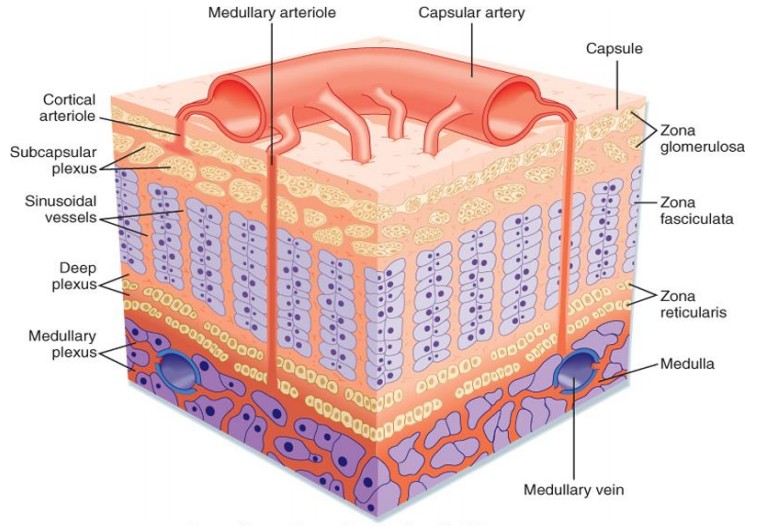 Medullary arteriole
Capsular artery
Capsule
Cortical
arteriole
Zona
glomerulosa
Subcapsular
plexus
Sinusoidal
vessels
Zona
fasciculata
Deep
plexus
Zona
reticularis
Medullary
plexus
Medulla
Medullary vein